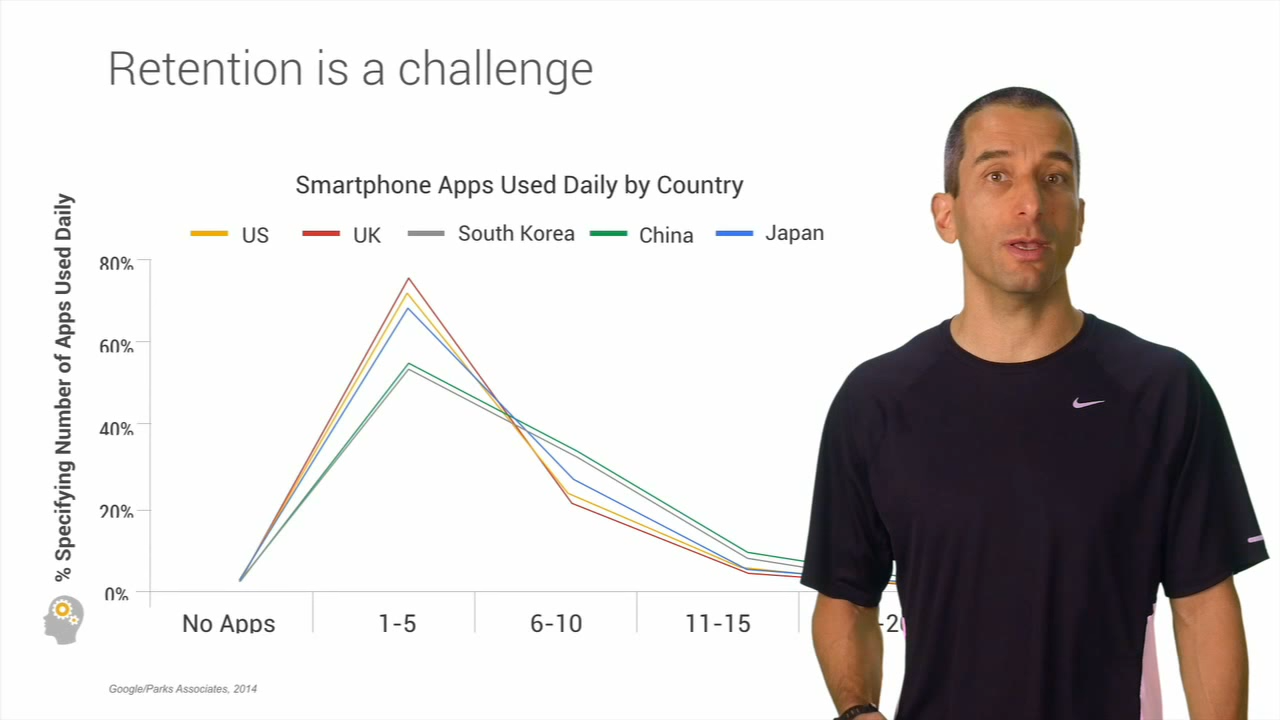 Retention is a challenge
Smartphone Apps Used Daily by Country
US UK South Korea China Japan
% Specifying Number of Apps Used Daily
80%
60%
40%
20%
0%
No Apps 1-5 6-10 11-15
Google/Parks Associates, 2014